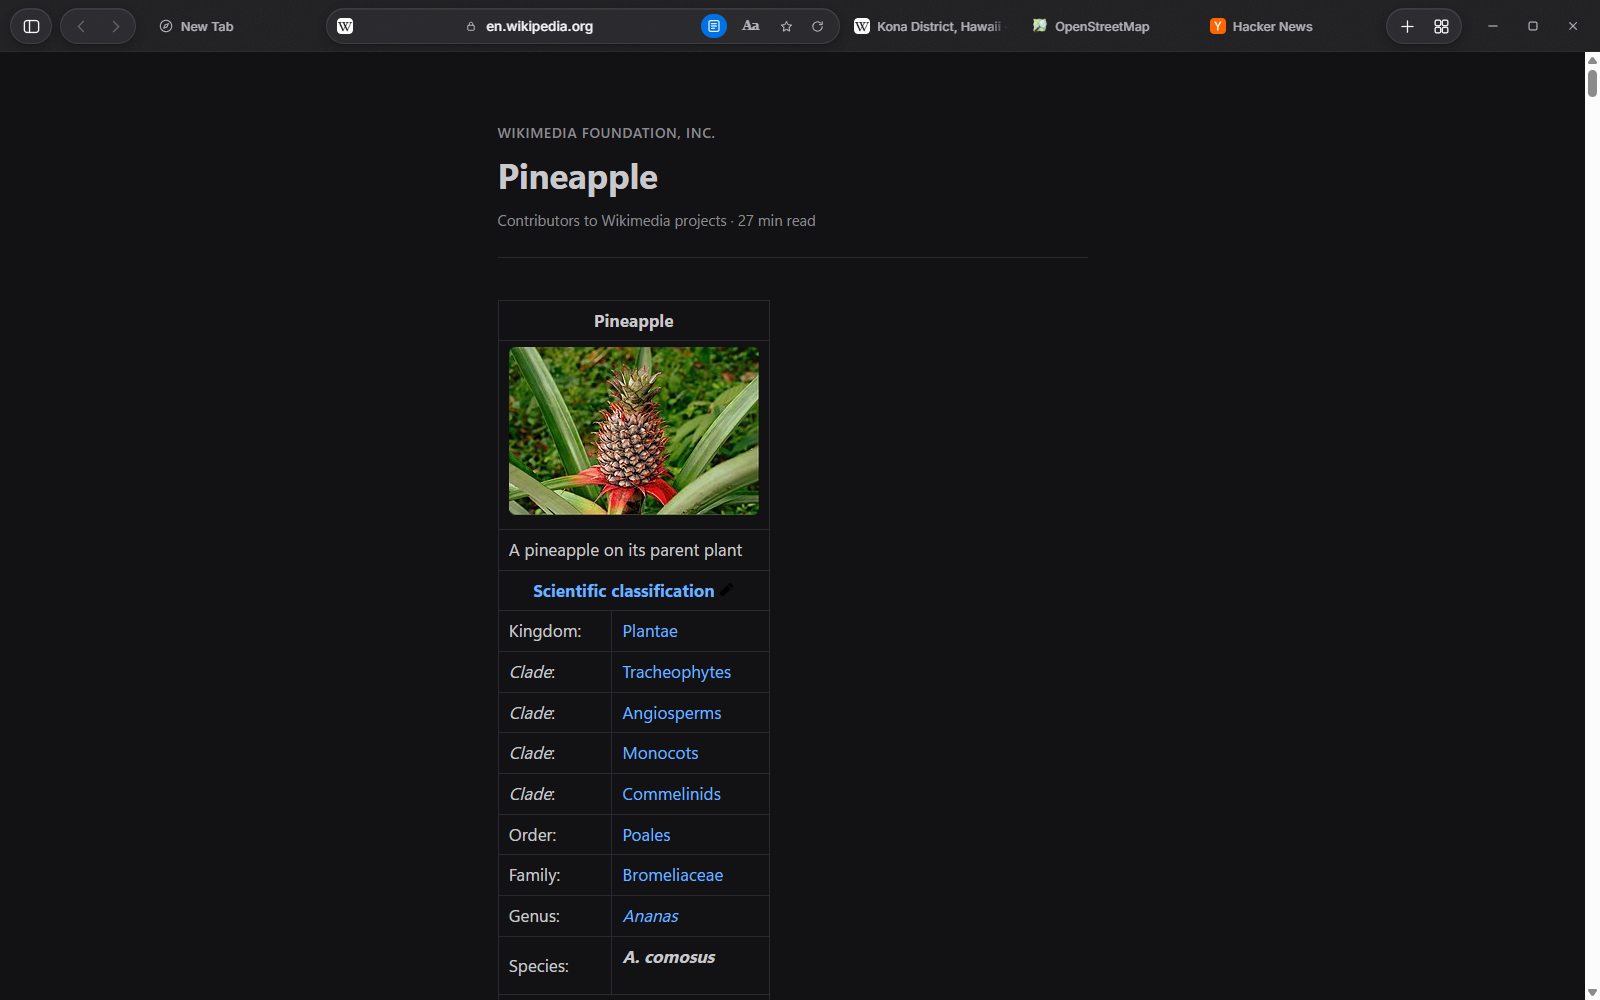 New Tab
W
en.wikipedia.org
Aa
W
Kona District, Hawaii
OpenStreetMap
Y
Hacker News
WIKIMEDIA FOUNDATION, INC.
Pineapple
Contributors to Wikimedia projects · 27 min read
Pineapple
A pineapple on its parent plant
Scientific classification
Kingdom: Plantae
Clade: Tracheophytes
Clade: Angiosperms
Clade: Monocots
Clade: Commelinids
Order: Poales
Family: Bromeliaceae
Genus: Ananas
Species: A. comosus